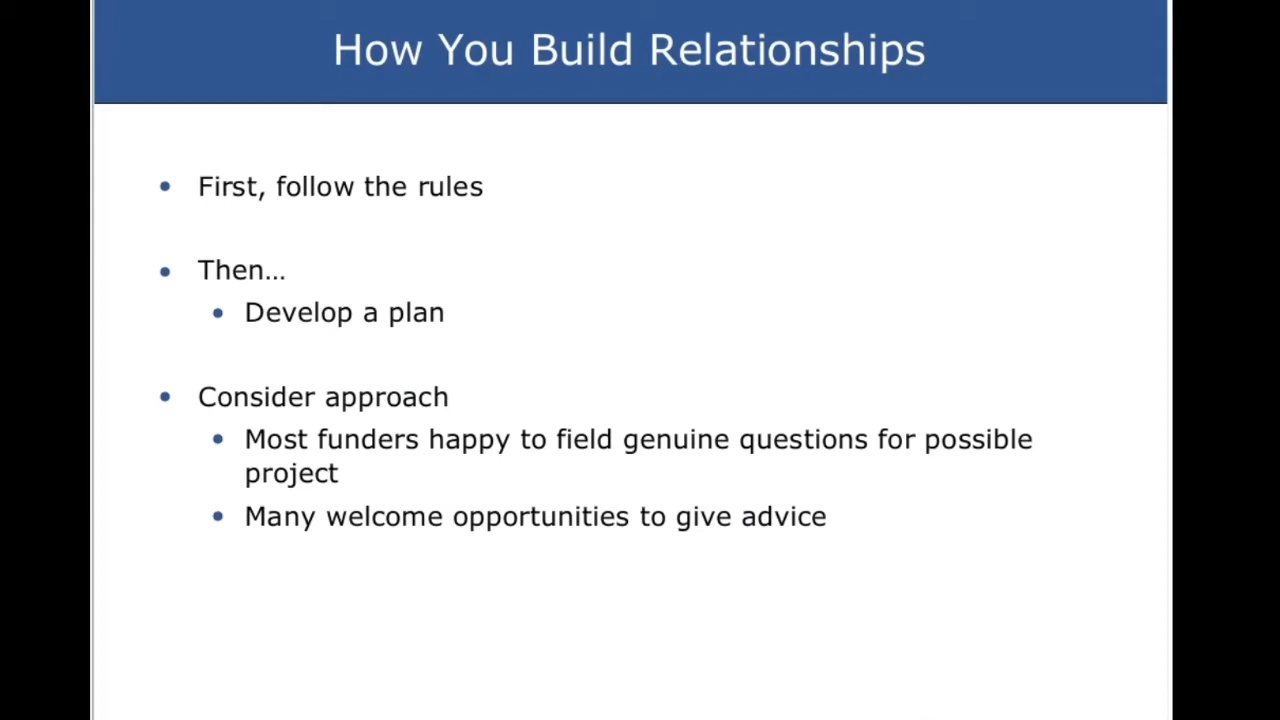 How You Build Relationships
• First, follow the rules
• Then…
• Develop a plan
• Consider approach
• Most funders happy to field genuine questions for possible
project
• Many welcome opportunities to give advice